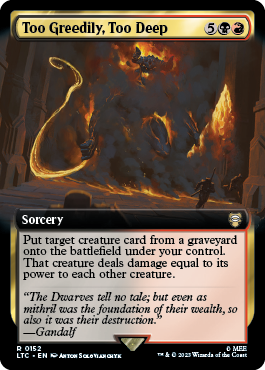 Too Greedily, Too Deep 5
Sorcery
Put target creature card from a graveyard
onto the battlefield under your control.
That creature deals damage equal to its
power to each other creature.
“The Dwarves tell no tale; but even as
mithril was the foundation of their wealth, so
also it was their destruction.”
—Gandalf
R 0152
LTC • EN Anton Solovianchyk
© MEE
™ & © 2023 Wizards of the Coast